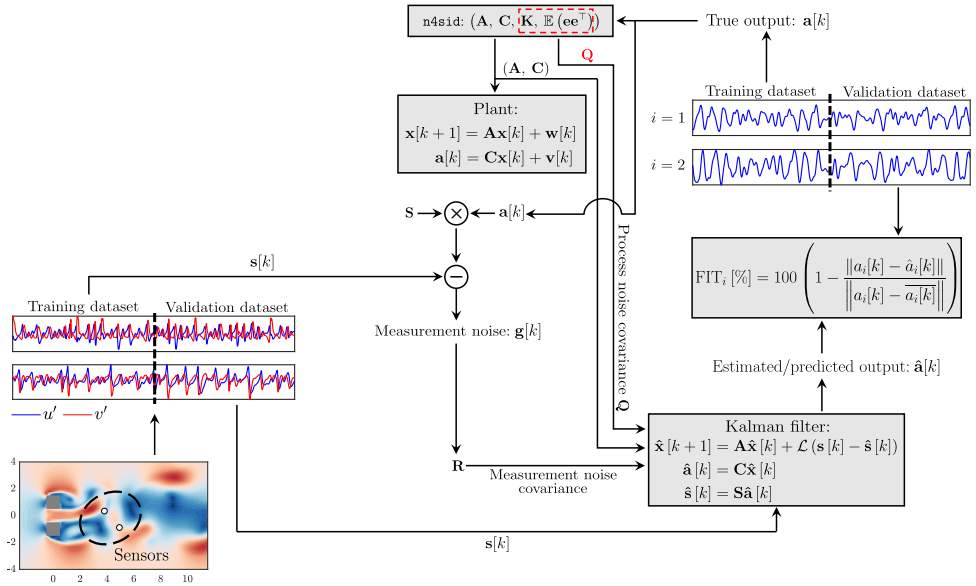 n4sid: (A, C, K, 𝔼(ee⊤))
True output: a[k]
Q
(A, C)
Plant:
x[k + 1] = Ax[k] + w[k]
a[k] = Cx[k] + v[k]
Training dataset
Validation dataset
i = 1
i = 2
S
×
a[k]
Process noise covariance Q
s[k]
−
FIT_i [%] = 100 (1 − ‖a_i[k] − â_i[k]‖ / ‖a_i[k] − \overline{a_i[k]}‖)
Training dataset
Validation dataset
Measurement noise: g[k]
Estimated/predicted output: â[k]
u′
v′
Kalman filter:
x̂[k + 1] = Ax̂[k] + ℒ(s[k] − ŝ[k])
â[k] = Cx̂[k]
ŝ[k] = Sâ[k]
R
Measurement noise
covariance
4
2
0
-2
-4
Sensors
0
2
4
6
8
10
s[k]